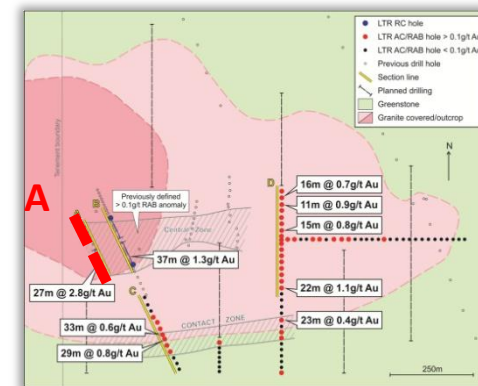 LTR RC hole
LTR AC/RAB hole > 0.1g/t Au
LTR AC/RAB hole < 0.1g/t Au
Previous drill hole
Section line
Planned drilling
Greenstone
Granite covered/outcrop
N
Tenement boundary
A
B
Previously defined
> 0.1g/t RAB anomaly
Central Zone
D
16m @ 0.7g/t Au
11m @ 0.9g/t Au
15m @ 0.8g/t Au
37m @ 1.3g/t Au
27m @ 2.8g/t Au
C
22m @ 1.1g/t Au
33m @ 0.6g/t Au
23m @ 0.4g/t Au
CONTACT ZONE
29m @ 0.8g/t Au
250m